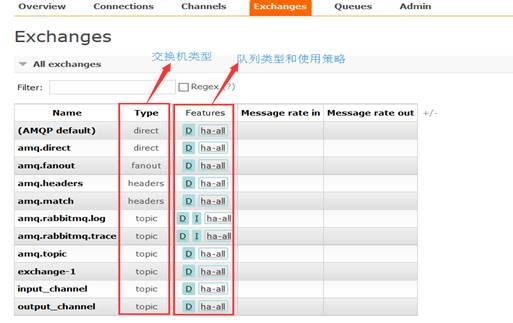 Overview Connections Channels Exchanges Queues Admin
Exchanges
交换机类型 队列类型和使用策略
All exchanges
Filter: Regex (?)
Name Type Features Message rate in Message rate out +/-
(AMQP default) direct D ha-all
amq.direct direct D ha-all
amq.fanout fanout D ha-all
amq.headers headers D ha-all
amq.match headers D ha-all
amq.rabbitmq.log topic D I ha-all
amq.rabbitmq.trace topic D I ha-all
amq.topic topic D ha-all
exchange-1 topic D ha-all
input_channel topic D ha-all
output_channel topic D ha-all